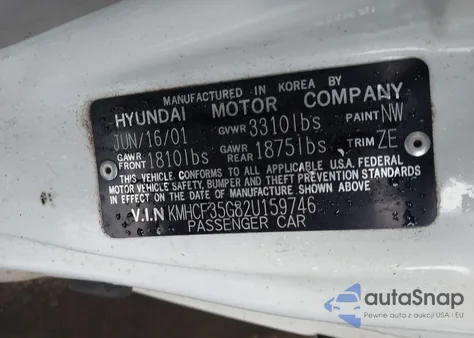 MANUFACTURED IN KOREA BY
HYUNDAI MOTOR COMPANY
JUN/16/01 GVWR 3310lbs PAINT NW
GAWR FRONT 1810lbs GAWR REAR 1875lbs TRIM ZE
THIS VEHICLE CONFORMS TO ALL APPLICABLE U.S.A. FEDERAL
MOTOR VEHICLE SAFETY, BUMPER AND THEFT PREVENTION STANDARDS
IN EFFECT ON THE DATE OF MANUFACTURE SHOWN ABOVE.
V.I.N KMHCF35G82U159746
PASSENGER CAR
autoSnap
Pewne auta z aukcji USA i EU